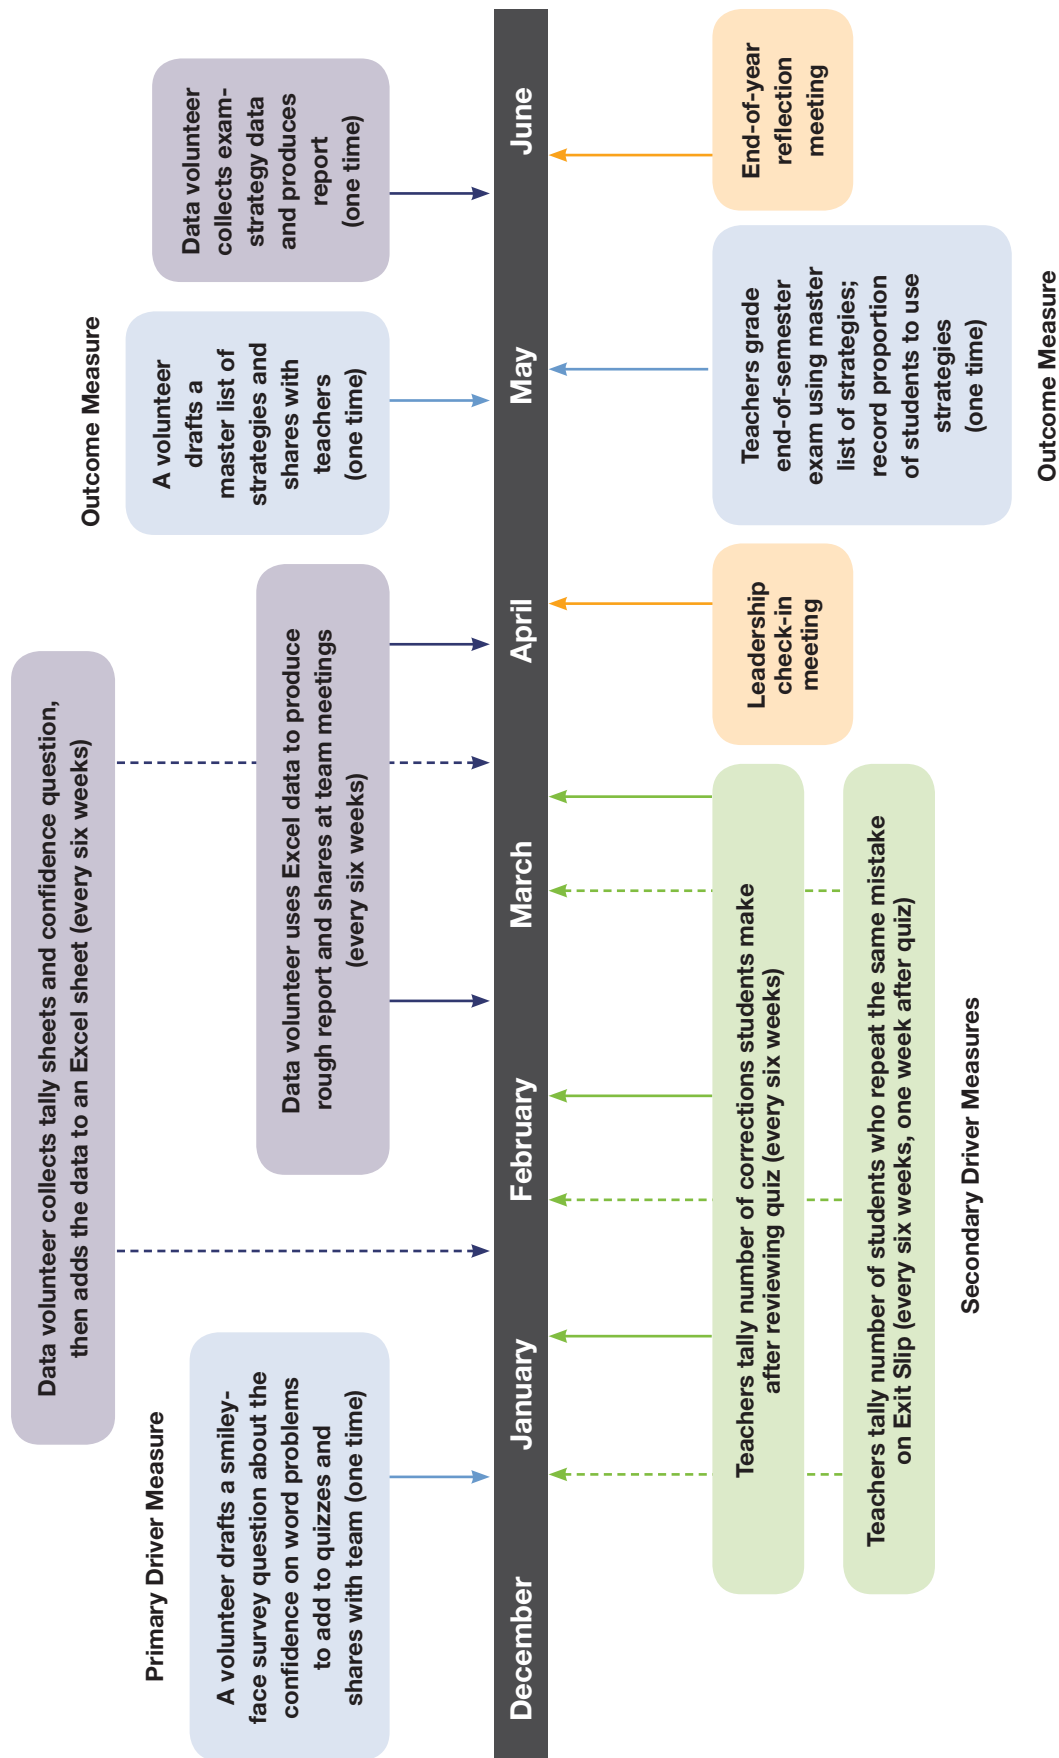 Data volunteer collects tally sheets and confidence question,
then adds the data to an Excel sheet (every six weeks)
Primary Driver Measure
A volunteer drafts a smiley-
face survey question about the
confidence on word problems
to add to quizzes and
shares with team (one time)
Data volunteer uses Excel data to produce
rough report and shares at team meetings
(every six weeks)
Outcome Measure
A volunteer
drafts a
master list of
strategies and
shares with
teachers
(one time)
Data volunteer
collects exam-
strategy data
and produces
report
(one time)
December
January
February
March
April
May
June
Teachers tally number of corrections students make
after reviewing quiz (every six weeks)
Teachers tally number of students who repeat the same mistake
on Exit Slip (every six weeks, one week after quiz)
Secondary Driver Measures
Leadership
check-in
meeting
Teachers grade
end-of-semester
exam using master
list of strategies;
record proportion
of students to use
strategies
(one time)
Outcome Measure
End-of-year
reflection
meeting